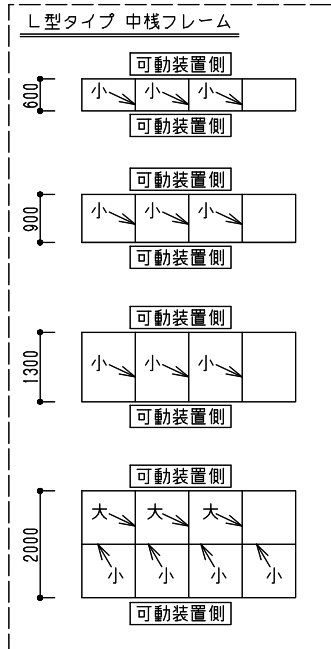 L型タイプ 中桟フレーム
可動装置側
600
小 小 小
可動装置側
可動装置側
900
小 小 小
可動装置側
可動装置側
1300
小 小 小
可動装置側
可動装置側
2000
大 大 大
小 小 小 小
可動装置側